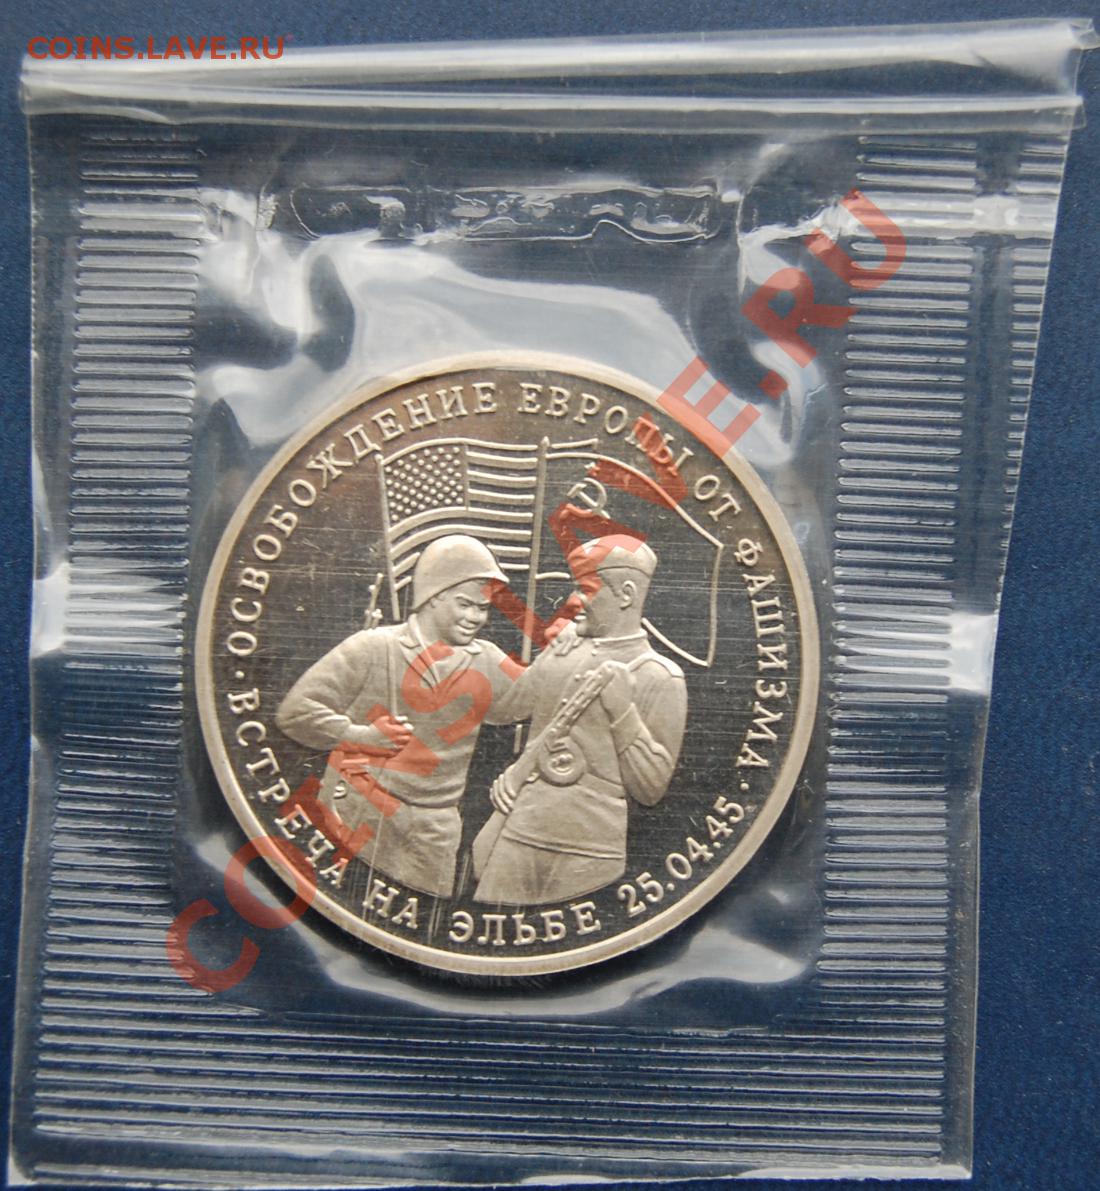 COINS.LAVE.RU
COINS.LAVE.RU
ОСВОБОЖДЕНИЕ ЕВРОПЫ ОТ ФАШИЗМА
ВСТРЕЧА НА ЭЛЬБЕ 25.04.45